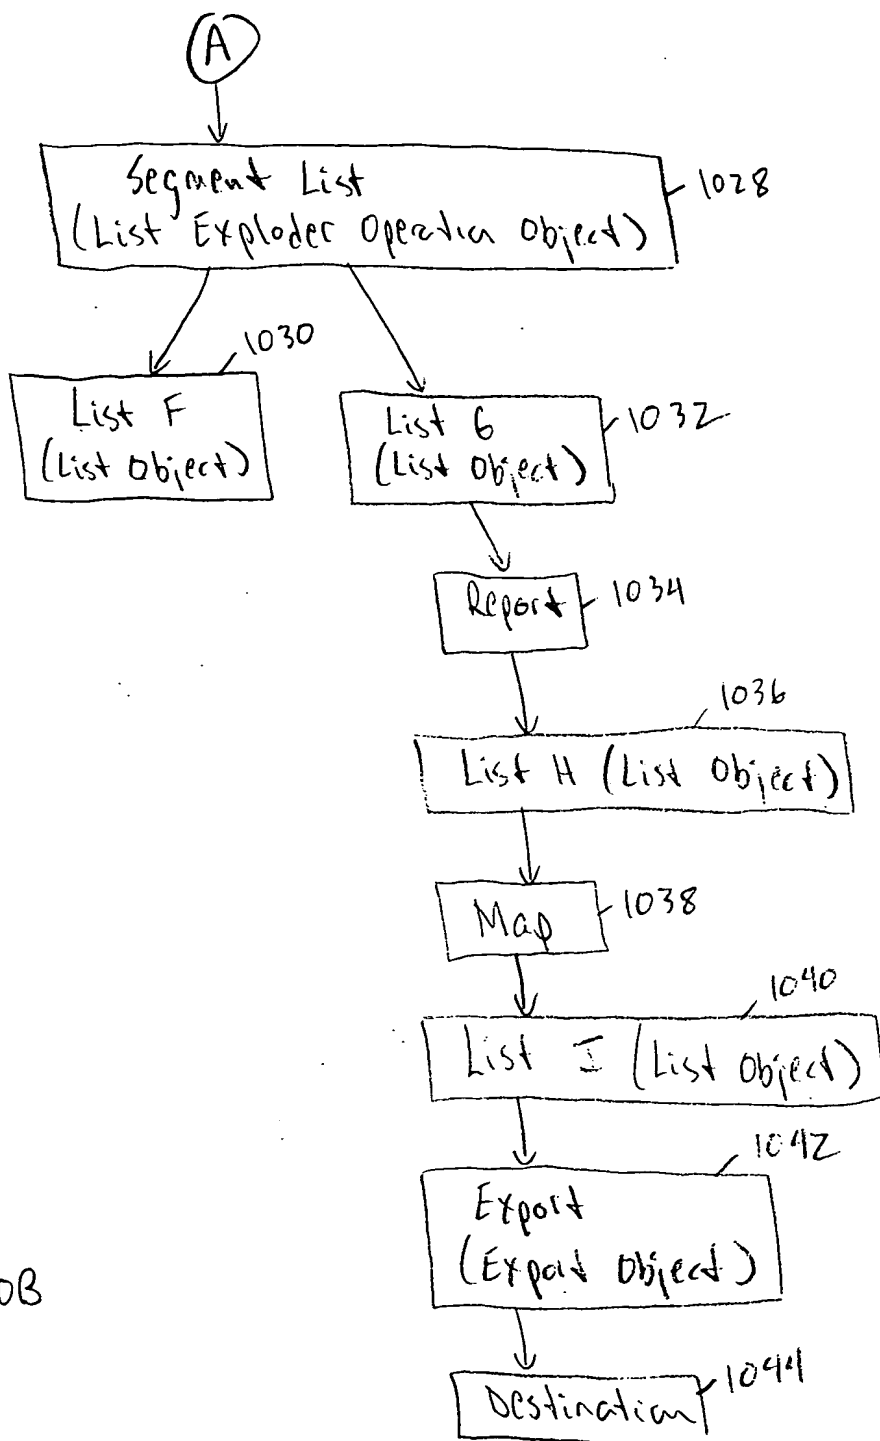 A
Segment List
(List Exploder Operation Object)
1028
1030
List F
(List Object)
List G
(List Object)
1032
Report
1034
1036
List H (List Object)
Map
1038
1040
List I (List Object)
1042
Export
(Export Object)
0B
Destination
1044